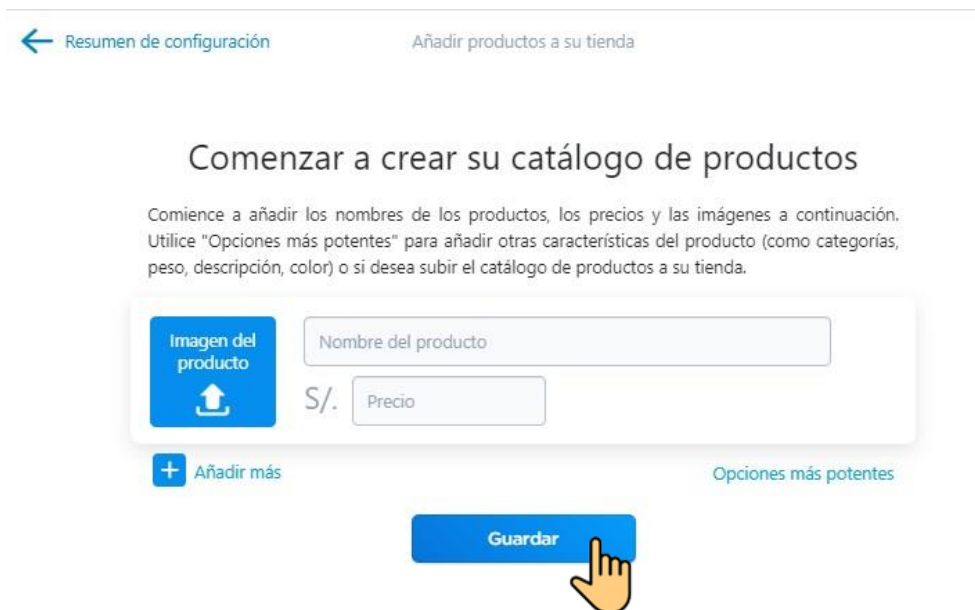 Resumen de configuración
Añadir productos a su tienda
Comenzar a crear su catálogo de productos
Comience a añadir los nombres de los productos, los precios y las imágenes a continuación.
Utilice "Opciones más potentes" para añadir otras características del producto (como categorías,
peso, descripción, color) o si desea subir el catálogo de productos a su tienda.
Imagen del
producto
Nombre del producto
S/.
Precio
Añadir más
Opciones más potentes
Guardar